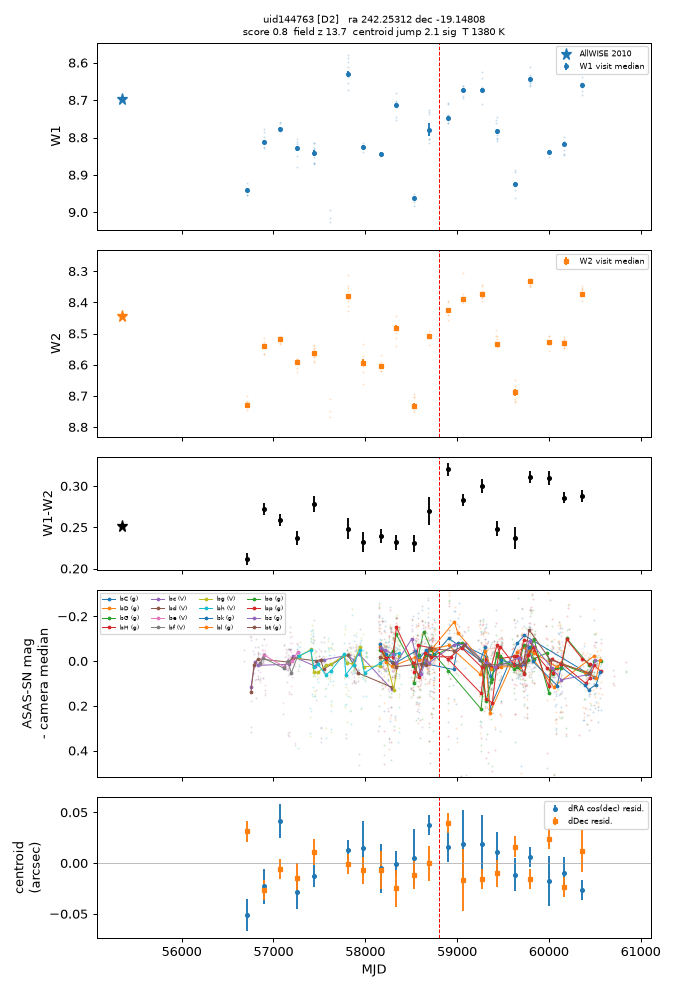 uid144763 [D2]   ra 242.25312 dec -19.14808
score 0.8  field z 13.7  centroid jump 2.1 sig  T 1380 K
AllWISE 2010
W1 visit median
W1
8.6
8.7
8.8
8.9
9.0
W2 visit median
W2
8.3
8.4
8.5
8.6
8.7
8.8
W1-W2
0.30
0.25
0.20
ASAS-SN mag
- camera median
−0.2
0.0
0.2
0.4
centroid
(arcsec)
0.05
0.00
−0.05
dRA cos(dec) resid.
dDec resid.
56000
57000
58000
59000
60000
61000
MJD